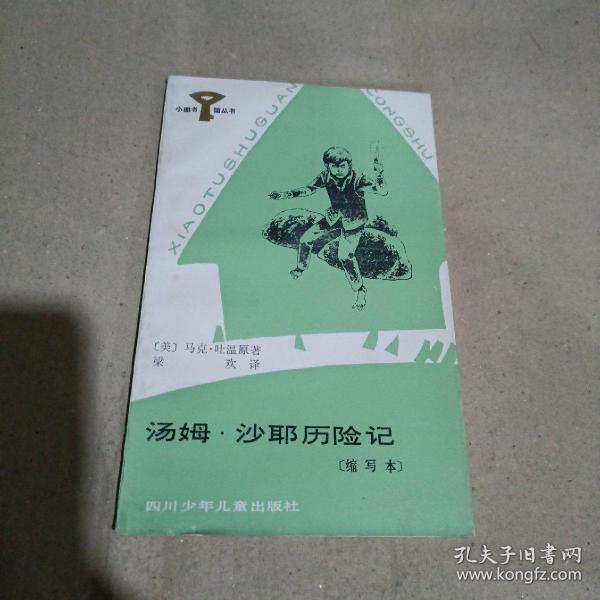 小图书馆丛书
XIAOTUSHUGUAN CONGSHU
〔美〕马克·吐温原著
梁欢译
汤姆·沙耶历险记
〔缩写本〕
四川少年儿童出版社
孔夫子旧书网
www.kongfz.com